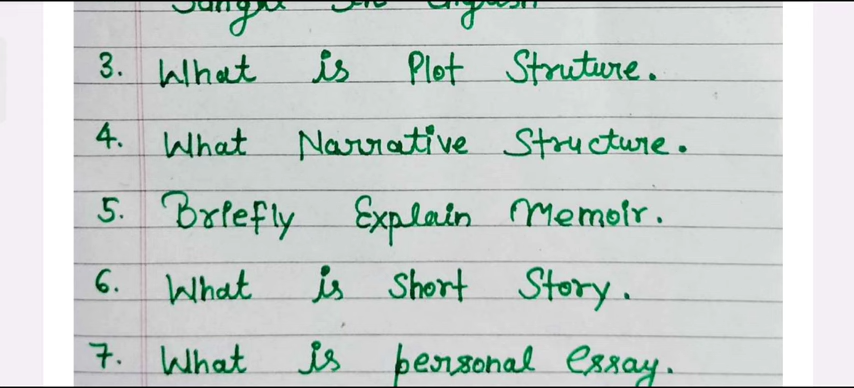 3. What is Plot Struture.
4. What Narrative Structure.
5. Briefly Explain Memoir.
6. What is Short Story.
7. What is personal essay.